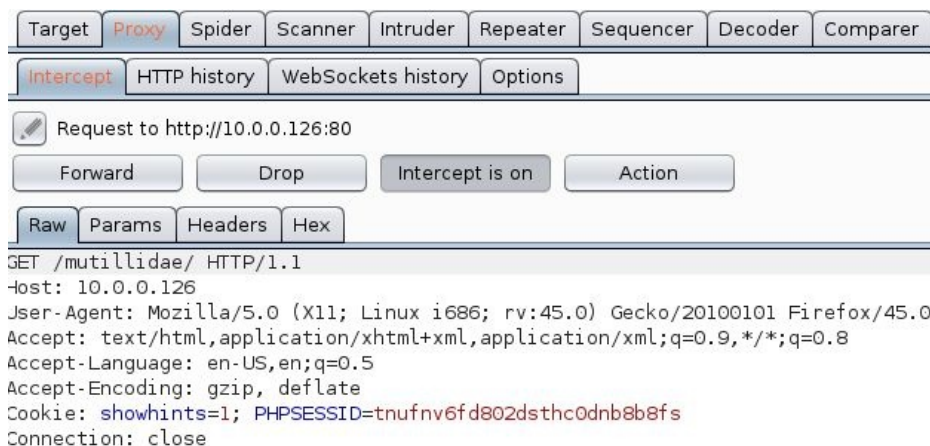 Target Proxy Spider Scanner Intruder Repeater Sequencer Decoder Comparer
Intercept HTTP history WebSockets history Options
Request to http://10.0.0.126:80
Forward Drop Intercept is on Action
Raw Params Headers Hex
GET /mutillidae/ HTTP/1.1
Host: 10.0.0.126
User-Agent: Mozilla/5.0 (X11; Linux i686; rv:45.0) Gecko/20100101 Firefox/45.0
Accept: text/html,application/xhtml+xml,application/xml;q=0.9,*/*;q=0.8
Accept-Language: en-US,en;q=0.5
Accept-Encoding: gzip, deflate
Cookie: showhints=1; PHPSESSID=tnufnv6fd802dsthc0dnb8b8fs
Connection: close